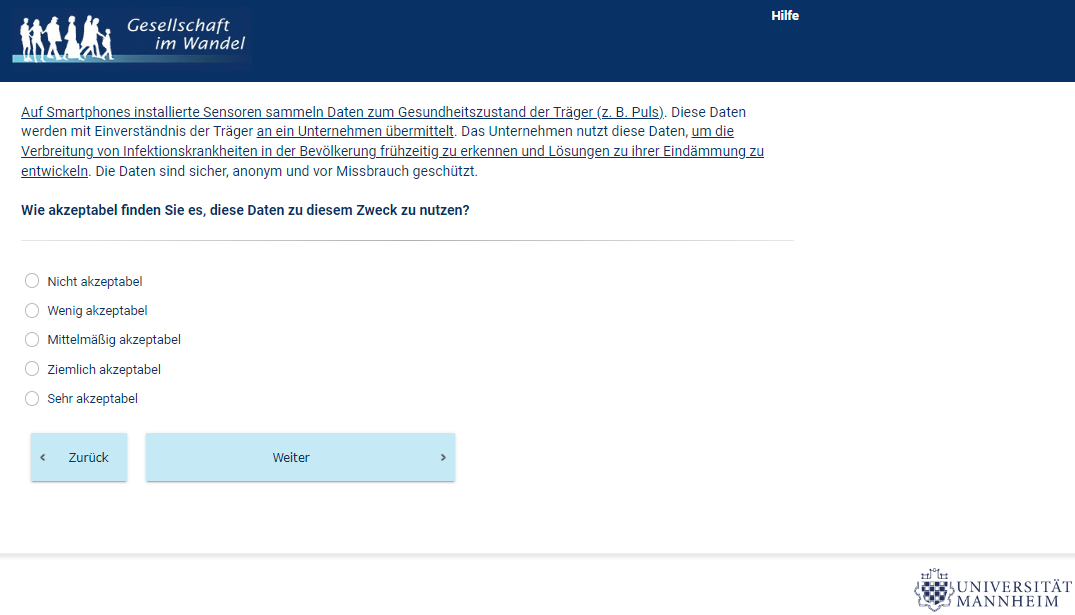 Gesellschaft
im Wandel
Hilfe
Auf Smartphones installierte Sensoren sammeln Daten zum Gesundheitszustand der Träger (z. B. Puls). Diese Daten
werden mit Einverständnis der Träger an ein Unternehmen übermittelt. Das Unternehmen nutzt diese Daten, um die
Verbreitung von Infektionskrankheiten in der Bevölkerung frühzeitig zu erkennen und Lösungen zu ihrer Eindämmung zu
entwickeln. Die Daten sind sicher, anonym und vor Missbrauch geschützt.
Wie akzeptabel finden Sie es, diese Daten zu diesem Zweck zu nutzen?
Nicht akzeptabel
Wenig akzeptabel
Mittelmäßig akzeptabel
Ziemlich akzeptabel
Sehr akzeptabel
Zurück
Weiter
UNIVERSITÄT
MANNHEIM